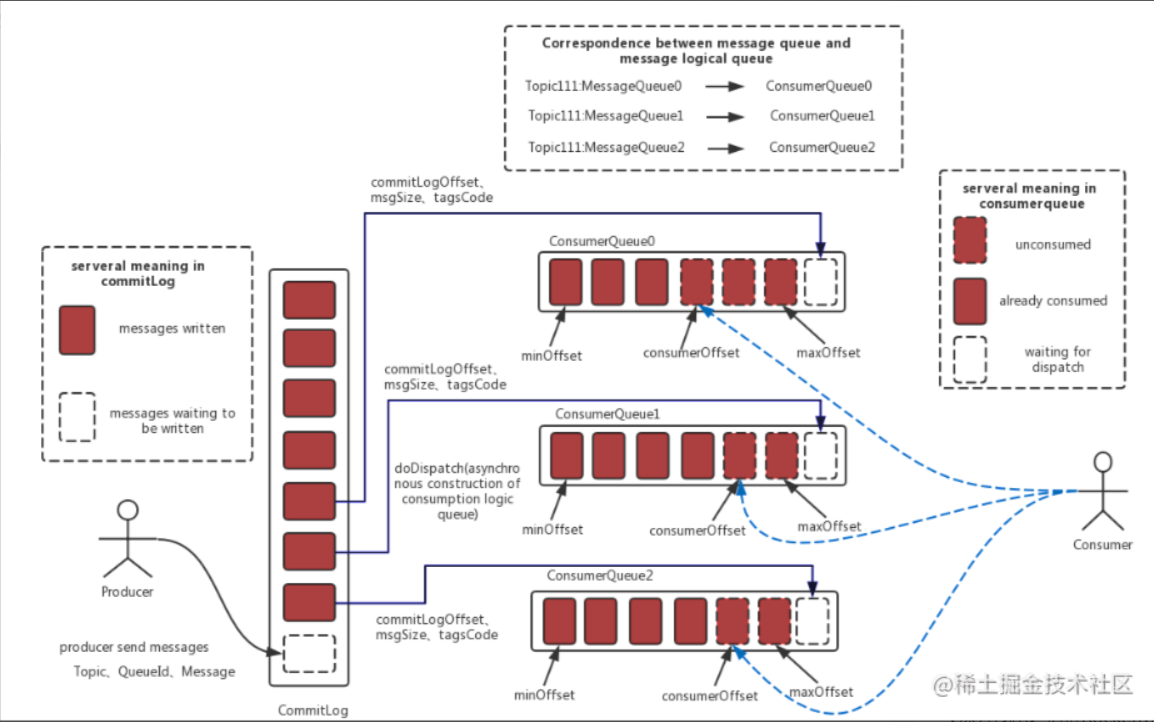 Correspondence between message queue and
message logical queue
Topic111:MessageQueue0
ConsumerQueue0
Topic111:MessageQueue1
ConsumerQueue1
Topic111:MessageQueue2
ConsumerQueue2
serveral meaning in
commitLog
messages written
messages waiting to
be written
Producer
producer send messages
Topic、QueueId、Message
CommitLog
commitLogOffset、
msgSize、tagsCode
ConsumerQueue0
minOffset
consumerOffset
maxOffset
commitLogOffset、
msgSize、tagsCode
ConsumerQueue1
doDispatch(asynchro
nous construction of
consumption logic
queue)
minOffset
consumerOffset
maxOffset
ConsumerQueue2
commitLogOffset、
msgSize、tagsCode
minOffset
consumerOffset
maxOffset
serveral meaning in
consumerqueue
unconsumed
already consumed
waiting for
dispatch
Consumer
@稀土掘金技术社区